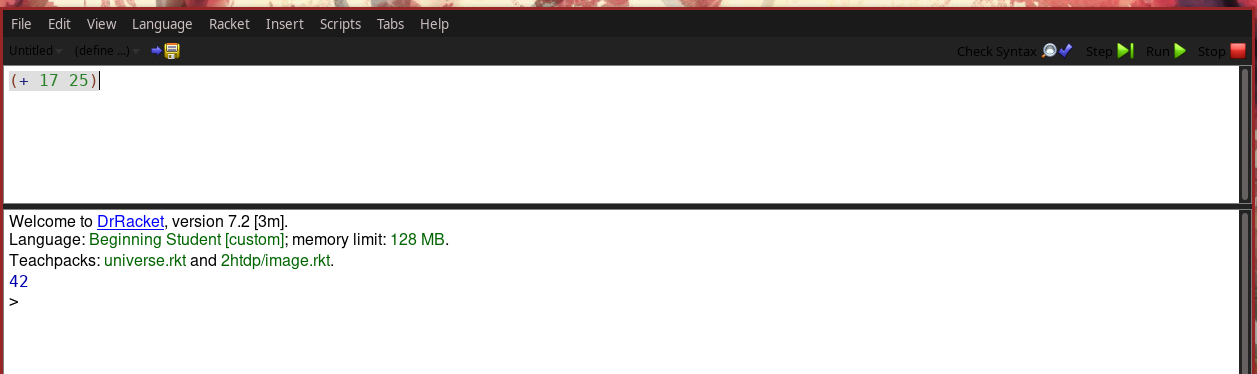 File Edit View Language Racket Insert Scripts Tabs Help
Untitled (define ...) Check Syntax Step Run Stop
(+ 17 25)
Welcome to DrRacket, version 7.2 [3m].
Language: Beginning Student [custom]; memory limit: 128 MB.
Teachpacks: universe.rkt and 2htdp/image.rkt.
42
>